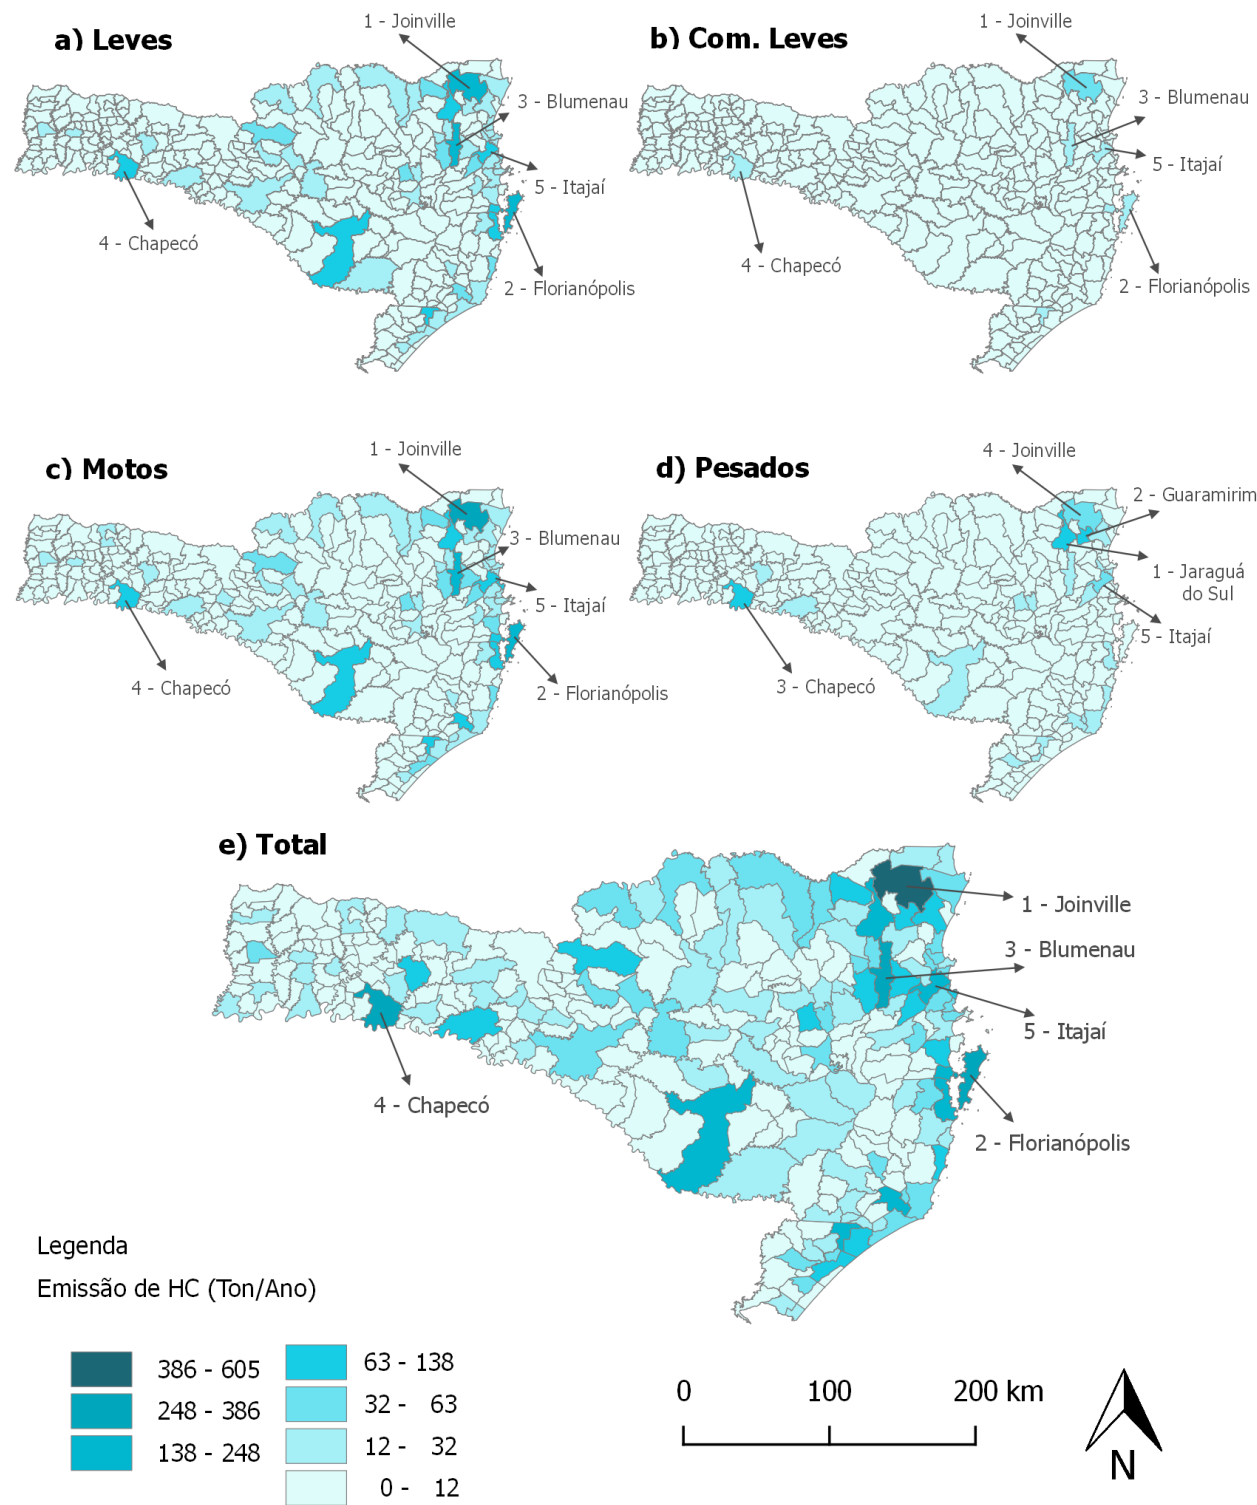 a) Leves
1 - Joinville
3 - Blumenau
5 - Itajaí
4 - Chapecó
2 - Florianópolis
b) Com. Leves
1 - Joinville
3 - Blumenau
5 - Itajaí
4 - Chapecó
2 - Florianópolis
c) Motos
1 - Joinville
3 - Blumenau
5 - Itajaí
4 - Chapecó
2 - Florianópolis
d) Pesados
4 - Joinville
2 - Guaramirim
1 - Jaraguá
do Sul
5 - Itajaí
3 - Chapecó
e) Total
1 - Joinville
3 - Blumenau
5 - Itajaí
4 - Chapecó
2 - Florianópolis
Legenda
Emissão de HC (Ton/Ano)
386 - 605
248 - 386
138 - 248
63 - 138
32 - 63
12 - 32
0 - 12
0 100 200 km
N